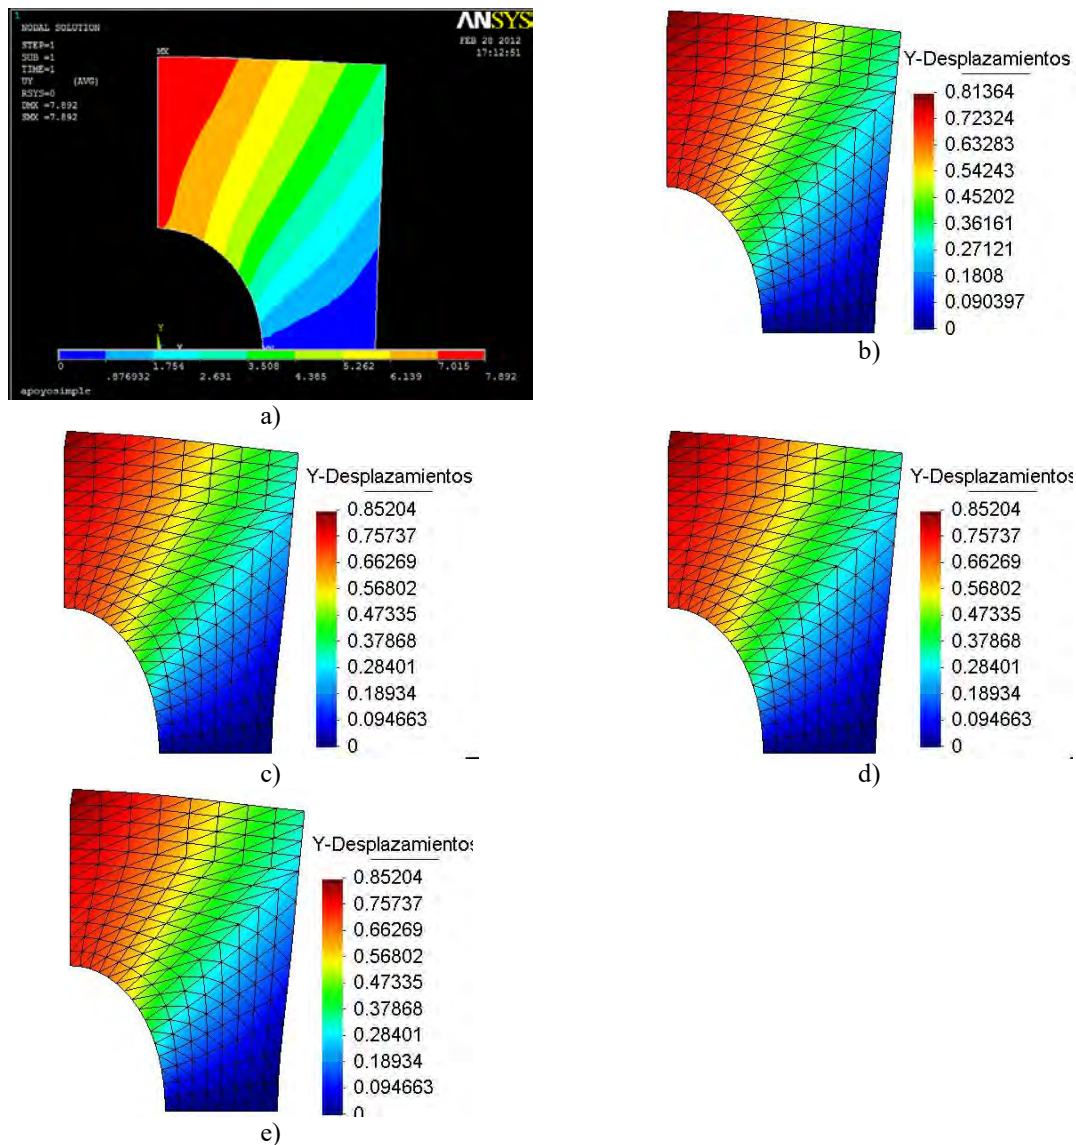 1
NODAL SOLUTION
STEP=1
SUB =1
TIME=1
UY (AVG)
RSYS=0
DMX =7.892
SMX =7.892
ANSYS
FEB 28 2012
17:12:51
MX
Y
X
MN
0 1.754 3.508 5.262 7.015
.876932 2.631 4.385 6.139 7.892
apoyosimple
a)
Y-Desplazamientos
0.81364
0.72324
0.63283
0.54243
0.45202
0.36161
0.27121
0.1808
0.090397
0
b)
Y-Desplazamientos
0.85204
0.75737
0.66269
0.56802
0.47335
0.37868
0.28401
0.18934
0.094663
0
c)
Y-Desplazamientos
0.85204
0.75737
0.66269
0.56802
0.47335
0.37868
0.28401
0.18934
0.094663
0
d)
Y-Desplazamientos
0.85204
0.75737
0.66269
0.56802
0.47335
0.37868
0.28401
0.18934
0.094663
0
e)